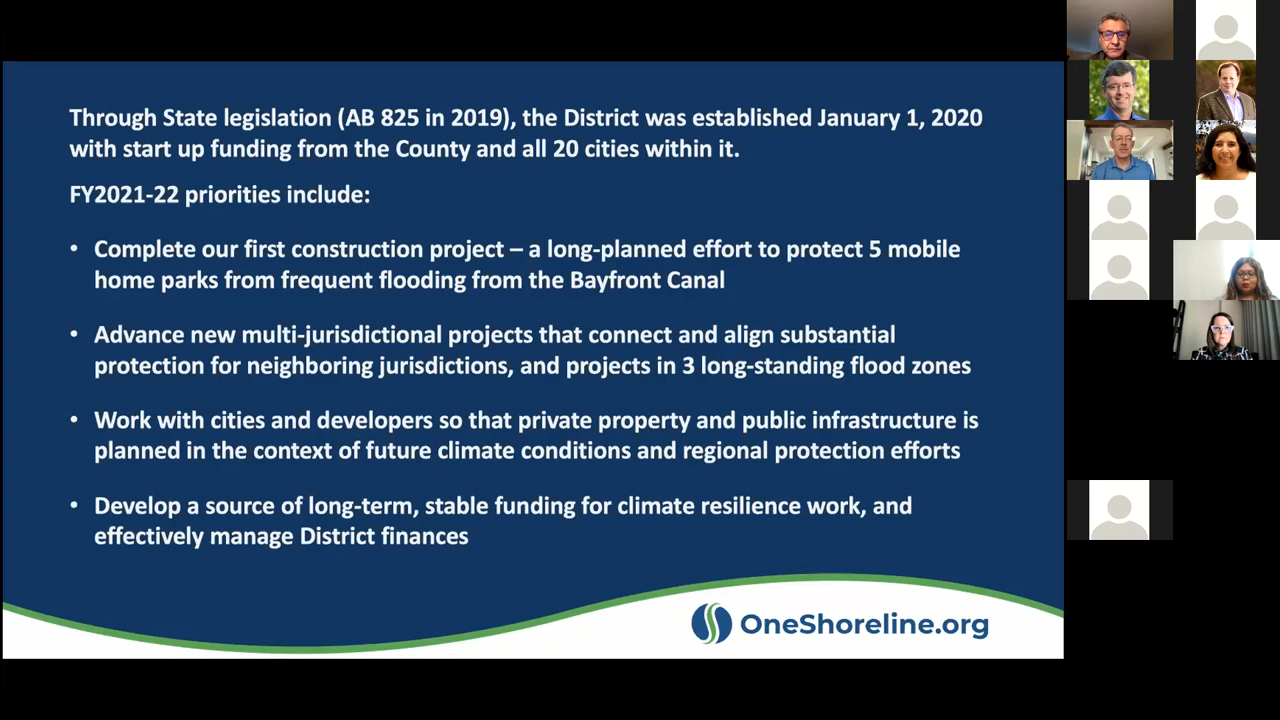 Through State legislation (AB 825 in 2019), the District was established January 1, 2020
with start up funding from the County and all 20 cities within it.
FY2021-22 priorities include:
• Complete our first construction project – a long-planned effort to protect 5 mobile
home parks from frequent flooding from the Bayfront Canal
• Advance new multi-jurisdictional projects that connect and align substantial
protection for neighboring jurisdictions, and projects in 3 long-standing flood zones
• Work with cities and developers so that private property and public infrastructure is
planned in the context of future climate conditions and regional protection efforts
• Develop a source of long-term, stable funding for climate resilience work, and
effectively manage District finances
OneShoreline.org